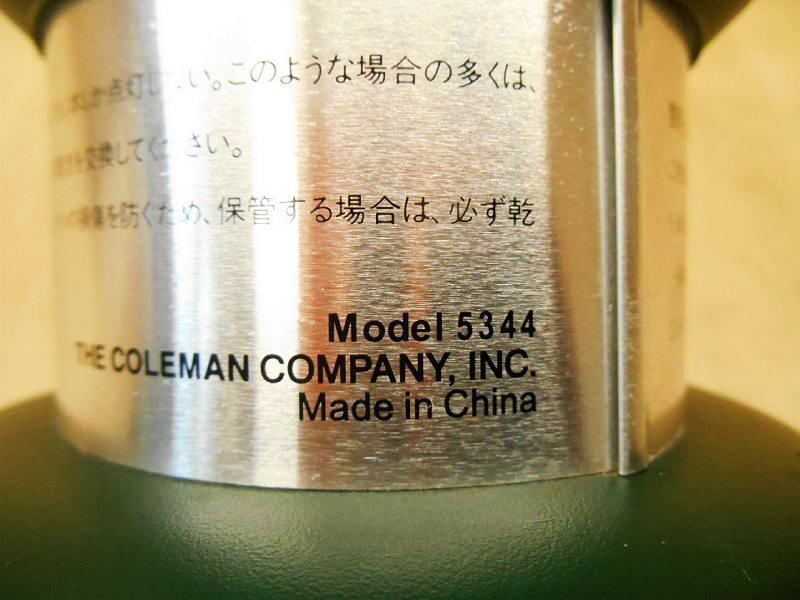 しか点灯しない。このような場合の多くは、
を交換してください。
損傷を防ぐため、保管する場合は、必ず乾
Model 5344
THE COLEMAN COMPANY, INC.
Made in China